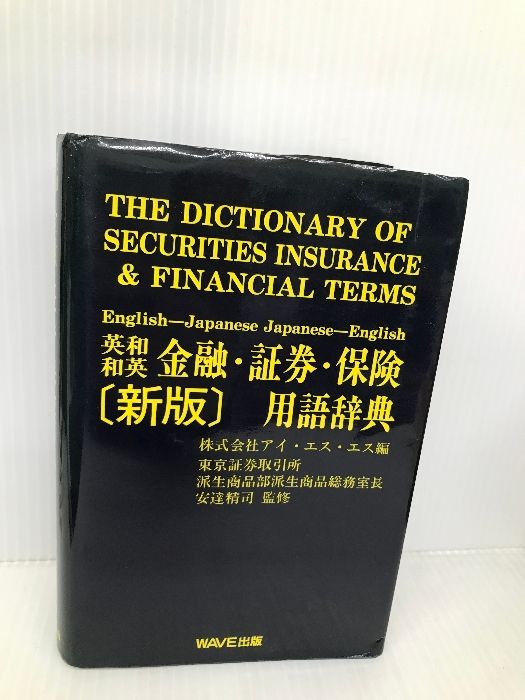 THE DICTIONARY OF
SECURITIES INSURANCE
& FINANCIAL TERMS
English—Japanese Japanese—English
英和
和英 金融・証券・保険
〔新版〕 用語辞典
株式会社アイ・エス・エス編
東京証券取引所
派生商品部派生商品総務室長
安達精司 監修
WAVE出版